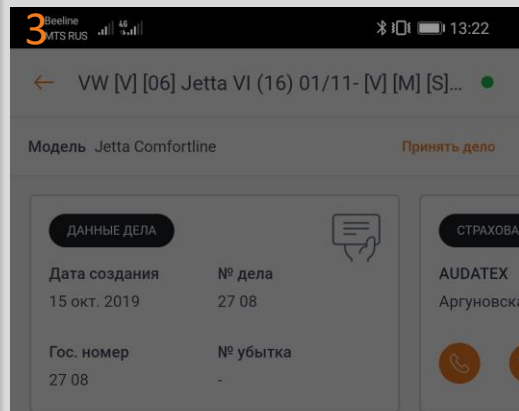 3
Beeline
MTS RUS 4G 13:22
← VW [V] [06] Jetta VI (16) 01/11- [V] [M] [S]...
Модель Jetta Comfortline Принять дело
ДАННЫЕ ДЕЛА
Дата создания № дела
15 окт. 2019 27 08
Гос. номер № убытка
27 08 -
СТРАХОВА
AUDATEX
Аргуновска